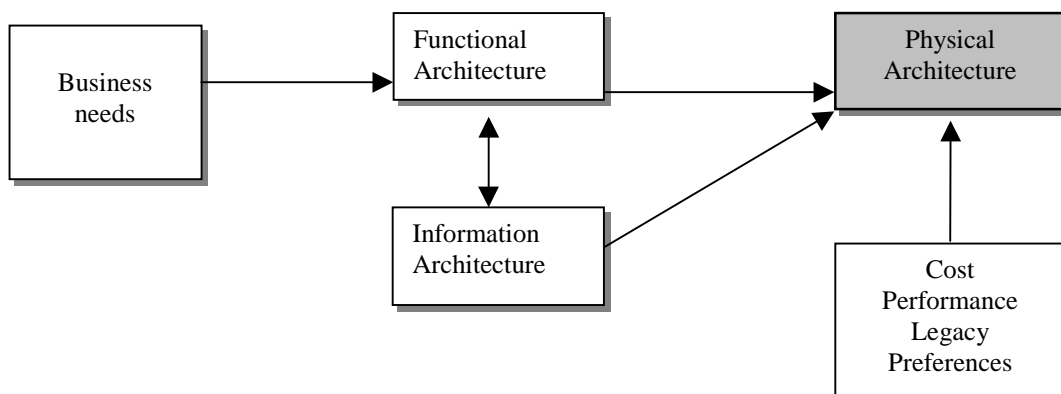 Business
needs
Functional
Architecture
Information
Architecture
Physical
Architecture
Cost
Performance
Legacy
Preferences